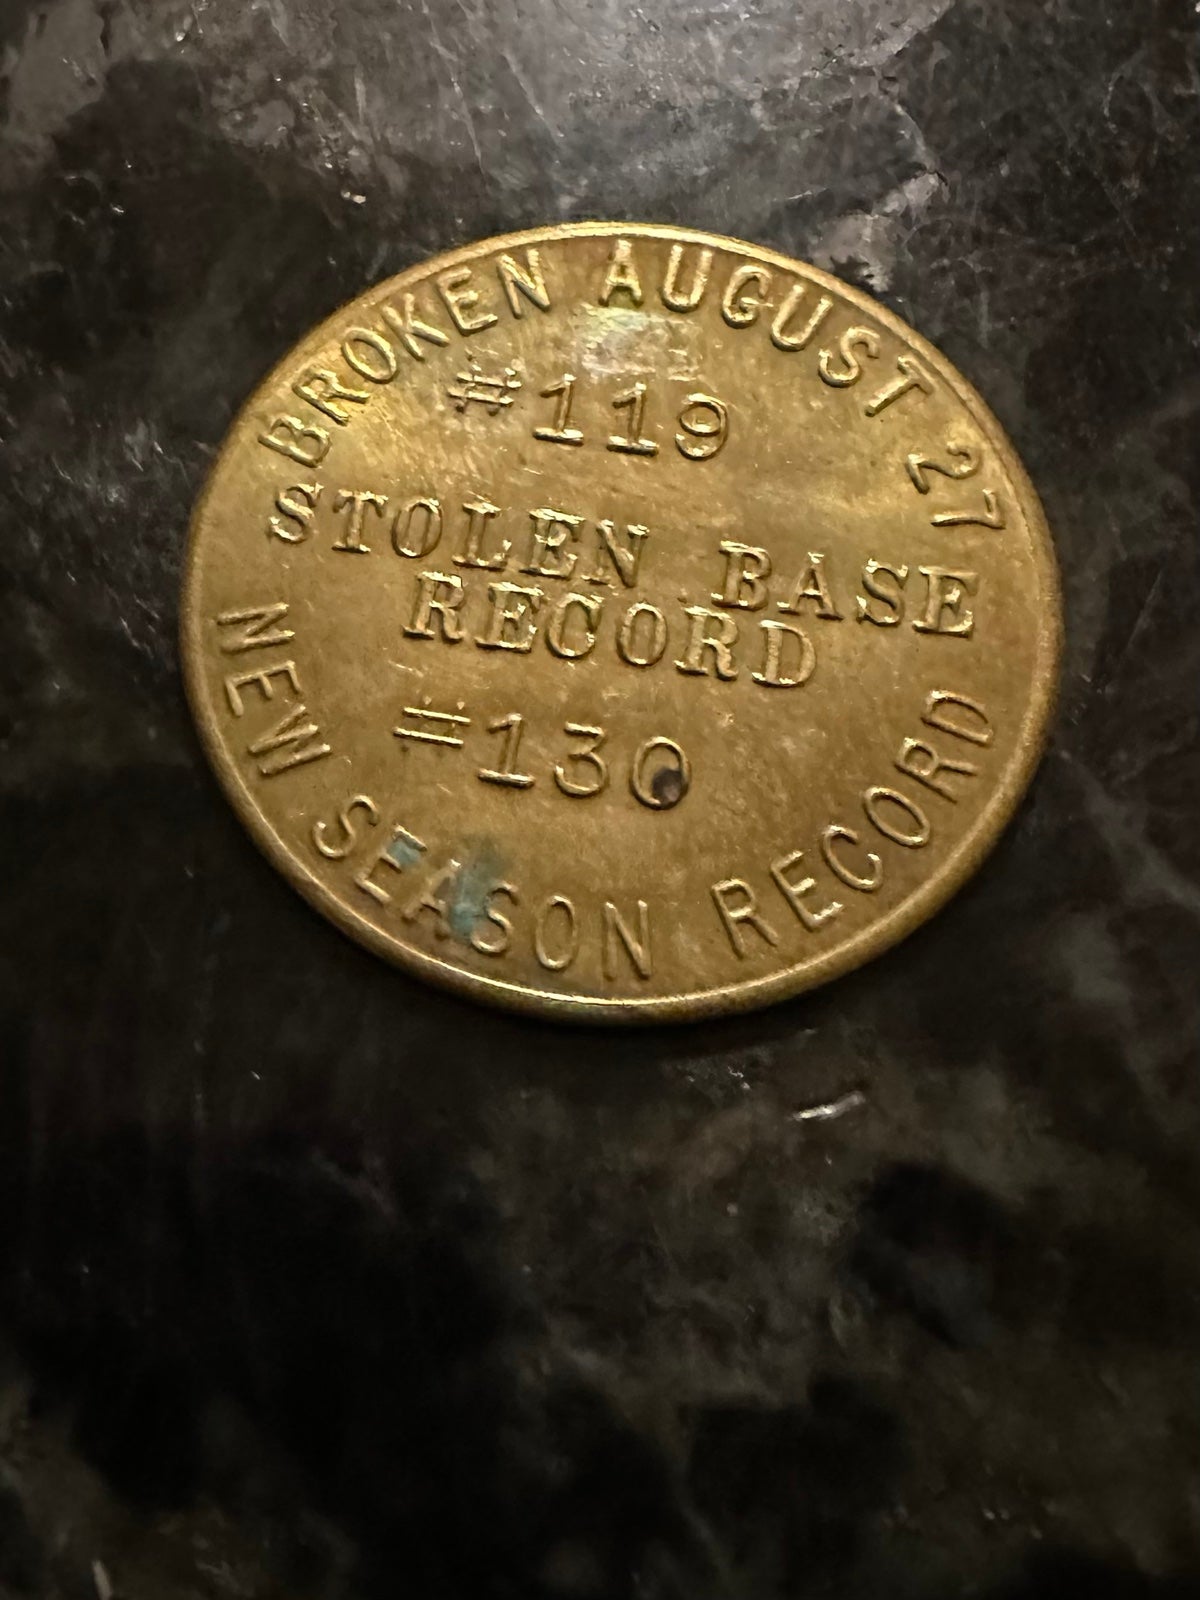 BROKEN AUGUST 27
#119
STOLEN BASE
RECORD
#130
NEW SEASON RECORD